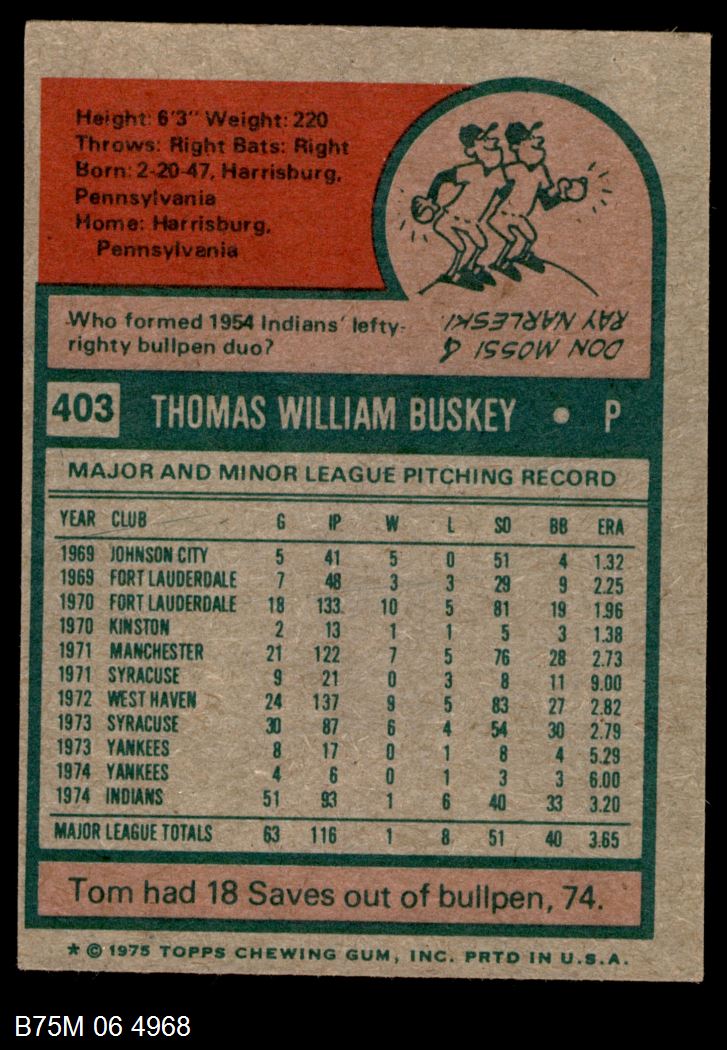 Height: 6'3" Weight: 220
Throws: Right Bats: Right
Born: 2-20-47, Harrisburg,
Pennsylvania
Home: Harrisburg,
Pennsylvania
Who formed 1954 Indians' lefty-
righty bullpen duo?
DON MOSSI &
RAY NARLESKI.
403 THOMAS WILLIAM BUSKEY • P
MAJOR AND MINOR LEAGUE PITCHING RECORD
YEAR CLUB G IP W L SO BB ERA
1969 JOHNSON CITY 5 41 5 0 51 4 1.32
1969 FORT LAUDERDALE 7 48 3 3 29 9 2.25
1970 FORT LAUDERDALE 18 133 10 5 81 19 1.96
1970 KINSTON 2 13 1 1 5 3 1.38
1971 MANCHESTER 21 122 7 5 76 28 2.73
1971 SYRACUSE 9 21 0 3 8 11 9.00
1972 WEST HAVEN 24 137 9 5 83 27 2.82
1973 SYRACUSE 30 87 6 4 54 30 2.79
1973 YANKEES 8 17 0 1 8 4 5.29
1974 YANKEES 4 6 0 1 3 3 6.00
1974 INDIANS 51 93 1 6 40 33 3.20
MAJOR LEAGUE TOTALS 63 116 1 8 51 40 3.65
Tom had 18 Saves out of bullpen, 74.
* © 1975 TOPPS CHEWING GUM, INC. PRTD IN U.S.A.
B75M 06 4968